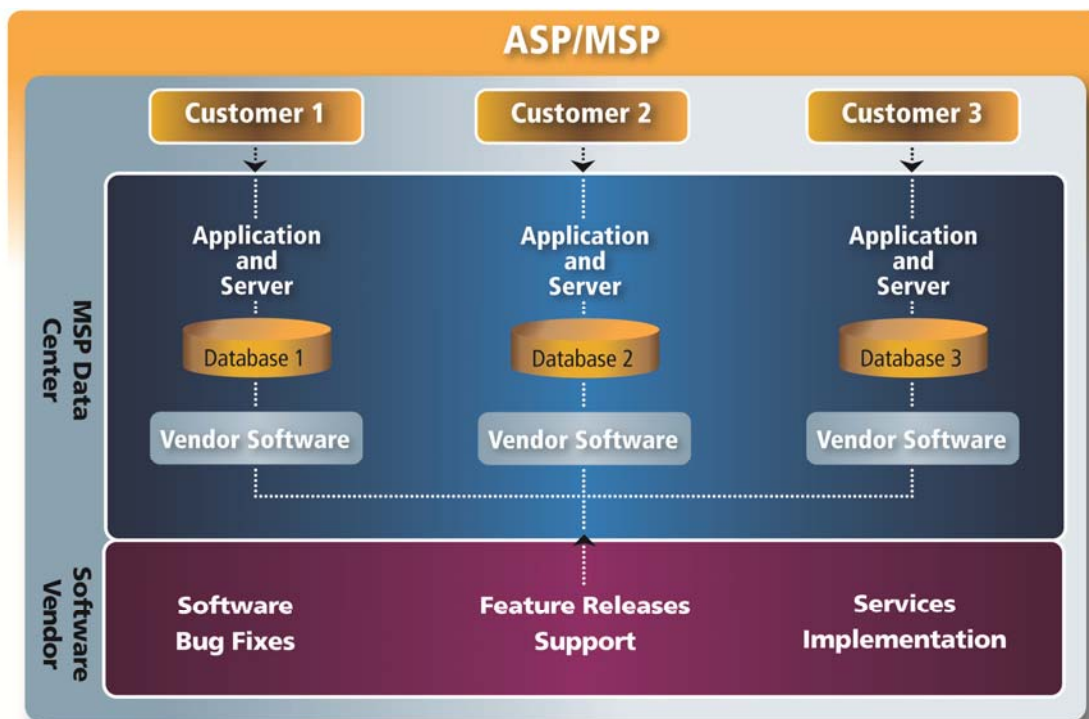 ASP/MSP
Customer 1
Customer 2
Customer 3
Application
and
Server
Application
and
Server
Application
and
Server
Database 1
Database 2
Database 3
Vendor Software
Vendor Software
Vendor Software
MSP Data
Center
Software
Vendor
Software
Bug Fixes
Feature Releases
Support
Services
Implementation